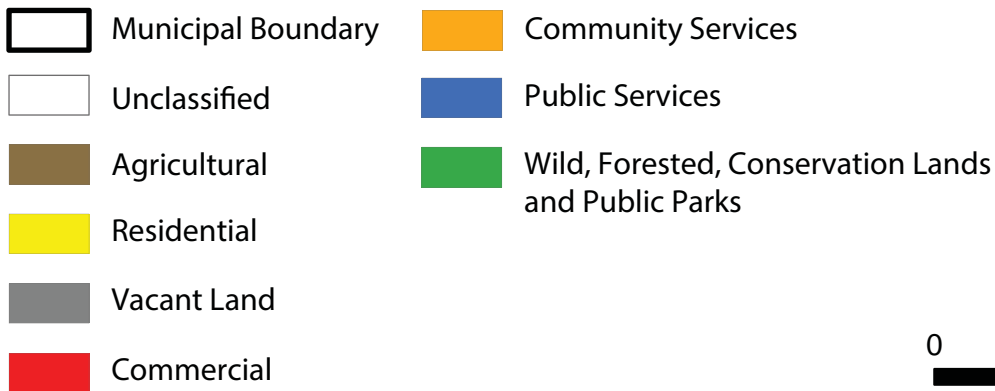 Municipal Boundary
Unclassified
Agricultural
Residential
Vacant Land
Commercial
Community Services
Public Services
Wild, Forested, Conservation Lands
and Public Parks
0